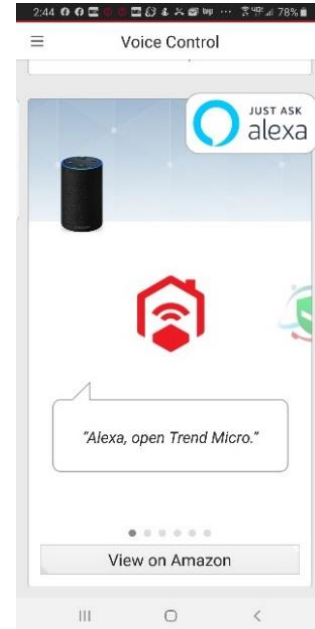 2:44
78%
Voice Control
JUST ASK
alexa
"Alexa, open Trend Micro."
View on Amazon